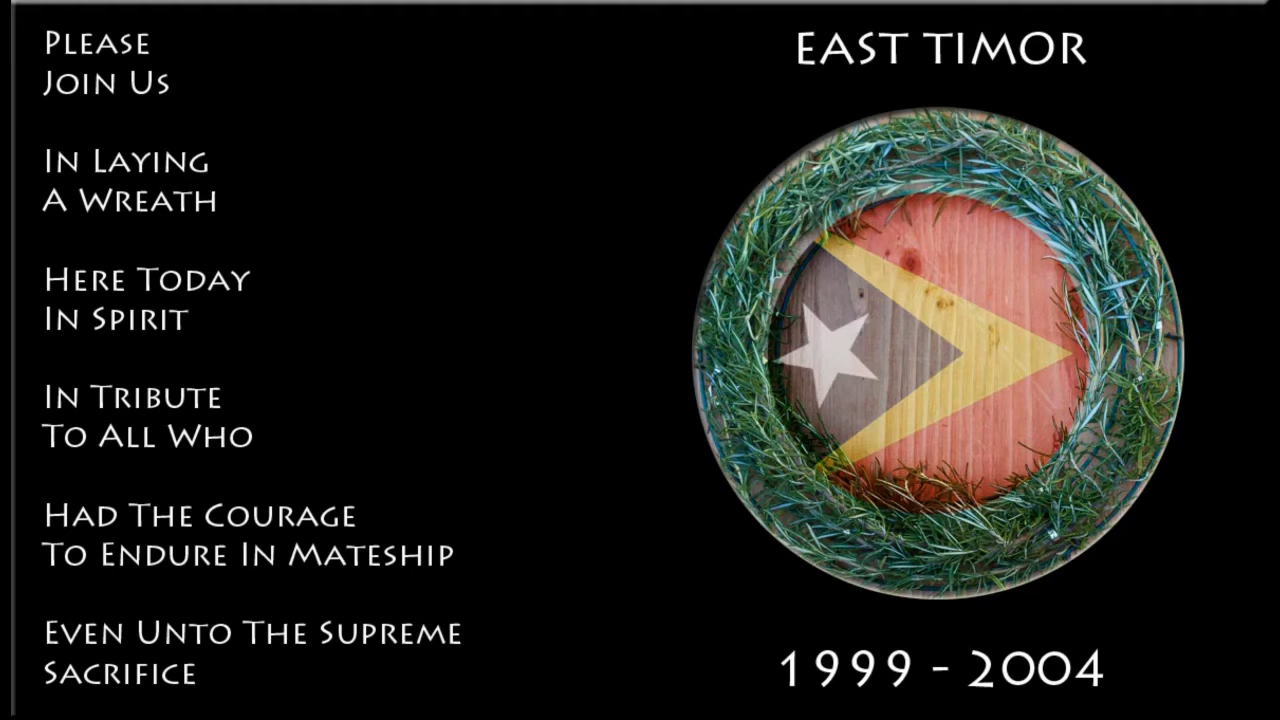 Please
Join Us
In Laying
A Wreath
Here Today
In Spirit
In Tribute
To All Who
Had The Courage
To Endure In Mateship
Even Unto The Supreme
Sacrifice
EAST TIMOR
1999 - 2004